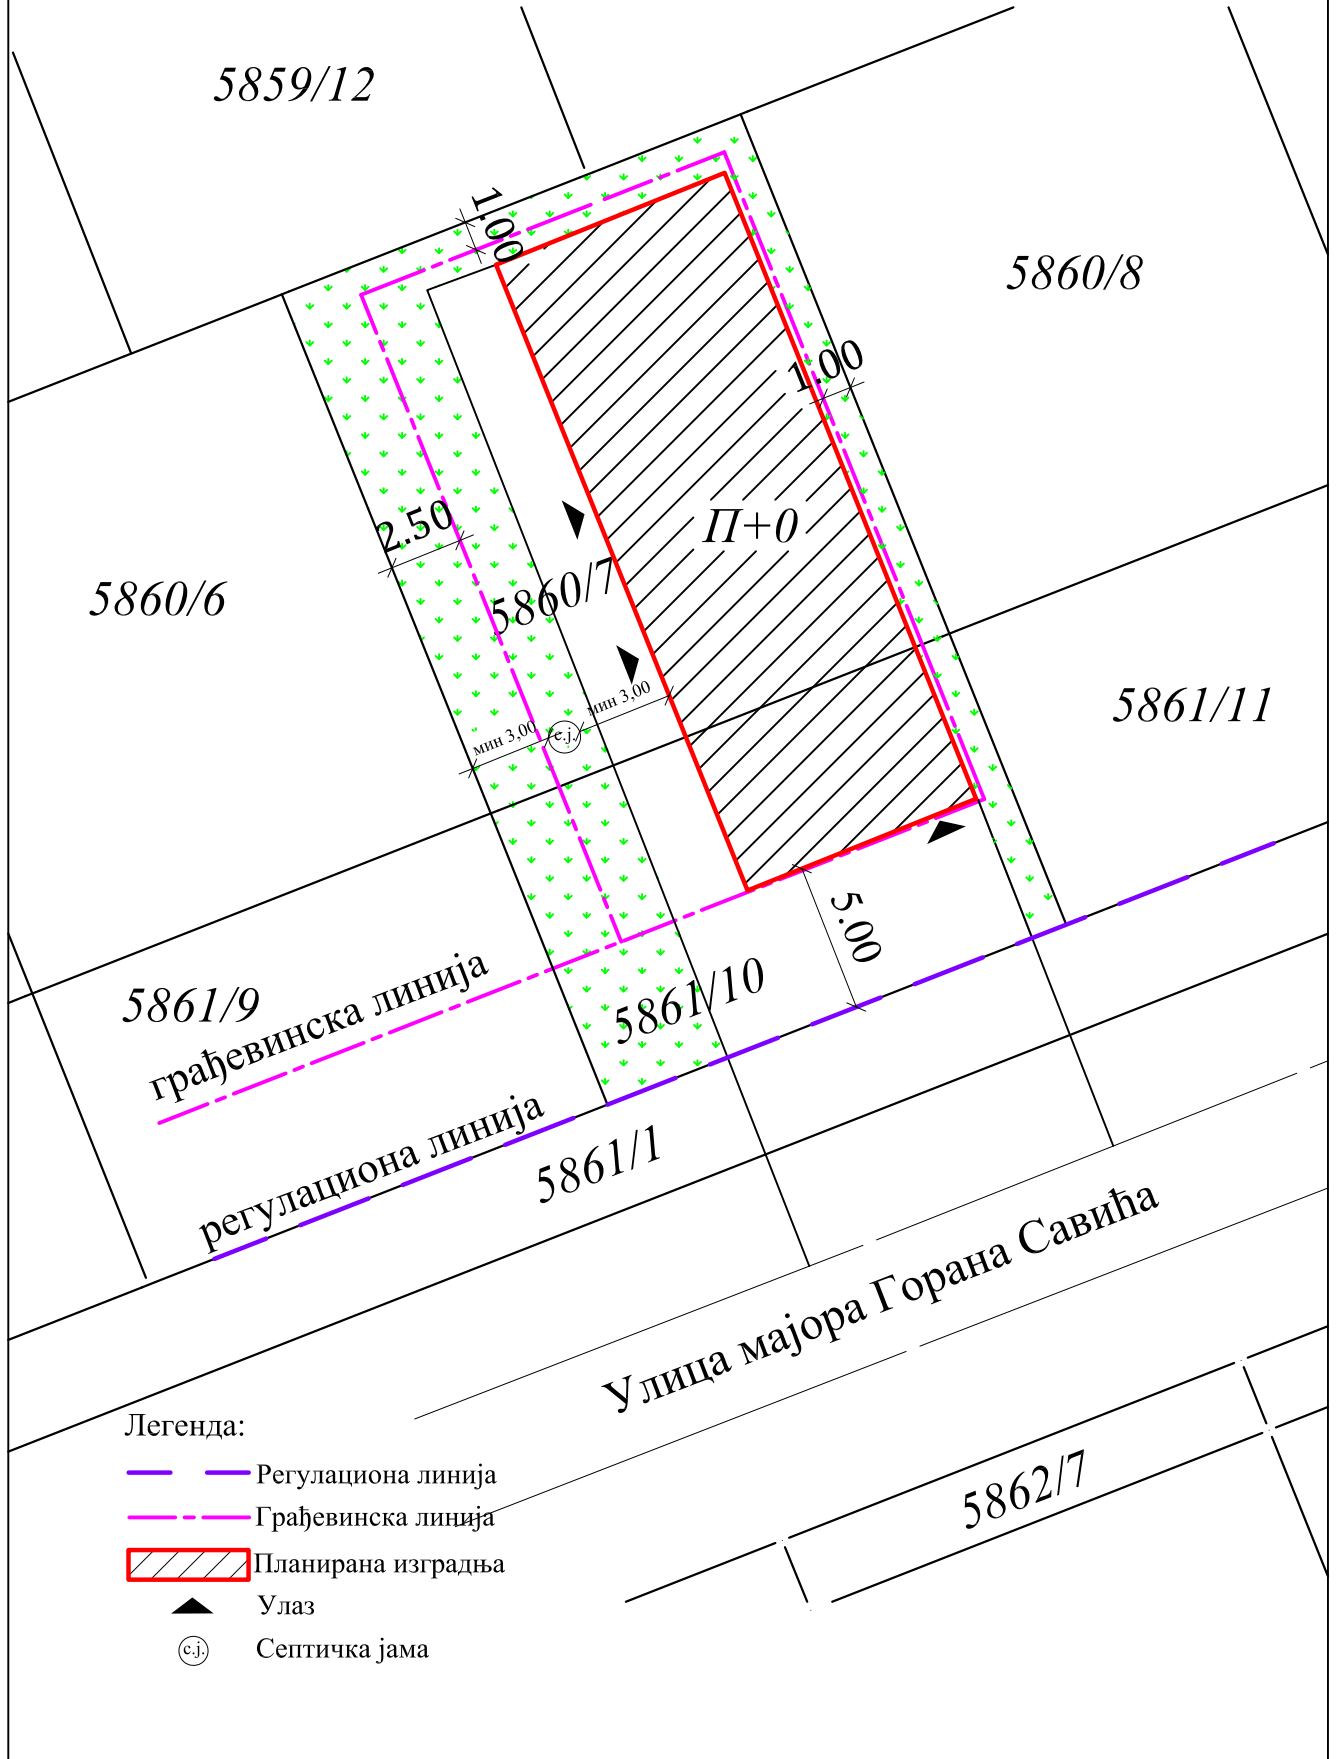 5859/12
1.00
5860/8
1.00
2.50
П+0
5860/6
5860/7
мин 3,00
5861/11
мин 3,00
с.ј.
5.00
5861/9
грађевинска линија
5861/10
регулациона линија
5861/1
Улица мајора Горана Савића
Легенда:
Регулациона линија
Грађевинска линија
5862/7
Планирана изградња
Улаз
с.ј. Септичка јама